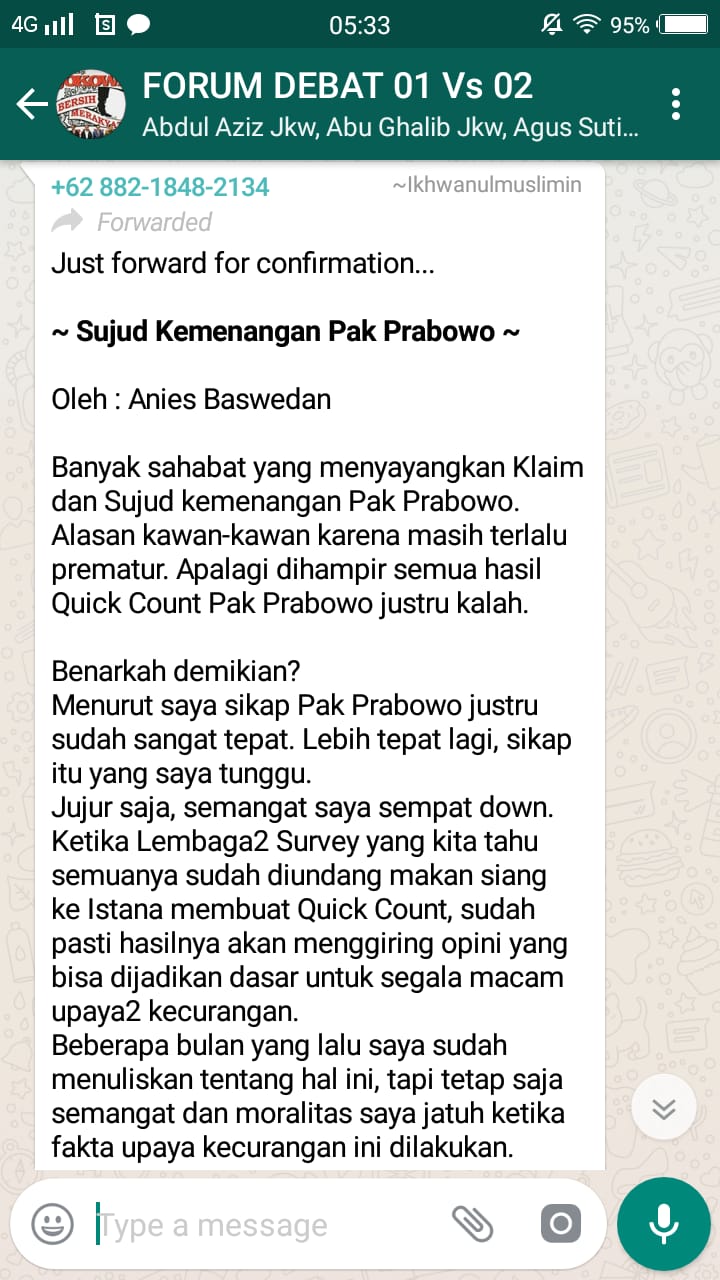 4G 05:33 95%
FORUM DEBAT 01 Vs 02
Abdul Aziz Jkw, Abu Ghalib Jkw, Agus Suti...
BERSIH
MERAKYA
+62 882-1848-2134 ~Ikhwanulmuslimin
Forwarded
Just forward for confirmation...
~ Sujud Kemenangan Pak Prabowo ~
Oleh : Anies Baswedan
Banyak sahabat yang menyayangkan Klaim
dan Sujud kemenangan Pak Prabowo.
Alasan kawan-kawan karena masih terlalu
prematur. Apalagi dihampir semua hasil
Quick Count Pak Prabowo justru kalah.
Benarkah demikian?
Menurut saya sikap Pak Prabowo justru
sudah sangat tepat. Lebih tepat lagi, sikap
itu yang saya tunggu.
Jujur saja, semangat saya sempat down.
Ketika Lembaga2 Survey yang kita tahu
semuanya sudah diundang makan siang
ke Istana membuat Quick Count, sudah
pasti hasilnya akan menggiring opini yang
bisa dijadikan dasar untuk segala macam
upaya2 kecurangan.
Beberapa bulan yang lalu saya sudah
menuliskan tentang hal ini, tapi tetap saja
semangat dan moralitas saya jatuh ketika
fakta upaya kecurangan ini dilakukan.
Type a message